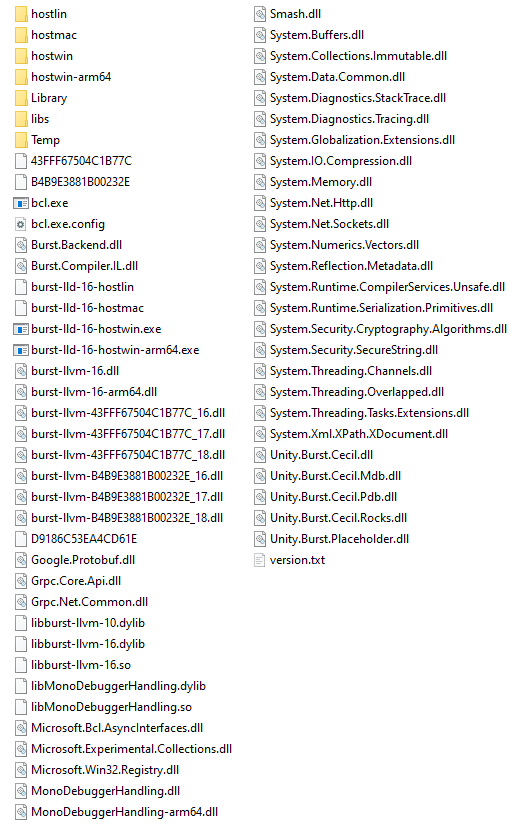 hostlin
hostmac
hostwin
hostwin-arm64
Library
libs
Temp
43FFF67504C1B77C
B4B9E3881B00232E
bcl.exe
bcl.exe.config
Burst.Backend.dll
Burst.Compiler.IL.dll
burst-lld-16-hostlin
burst-lld-16-hostmac
burst-lld-16-hostwin.exe
burst-lld-16-hostwin-arm64.exe
burst-llvm-16.dll
burst-llvm-16-arm64.dll
burst-llvm-43FFF67504C1B77C_16.dll
burst-llvm-43FFF67504C1B77C_17.dll
burst-llvm-43FFF67504C1B77C_18.dll
burst-llvm-B4B9E3881B00232E_16.dll
burst-llvm-B4B9E3881B00232E_17.dll
burst-llvm-B4B9E3881B00232E_18.dll
D9186C53EA4CD61E
Google.Protobuf.dll
Grpc.Core.Api.dll
Grpc.Net.Common.dll
libburst-llvm-10.dylib
libburst-llvm-16.dylib
libburst-llvm-16.so
libMonoDebuggerHandling.dylib
libMonoDebuggerHandling.so
Microsoft.Bcl.AsyncInterfaces.dll
Microsoft.Experimental.Collections.dll
Microsoft.Win32.Registry.dll
MonoDebuggerHandling.dll
MonoDebuggerHandling-arm64.dll
Smash.dll
System.Buffers.dll
System.Collections.Immutable.dll
System.Data.Common.dll
System.Diagnostics.StackTrace.dll
System.Diagnostics.Tracing.dll
System.Globalization.Extensions.dll
System.IO.Compression.dll
System.Memory.dll
System.Net.Http.dll
System.Net.Sockets.dll
System.Numerics.Vectors.dll
System.Reflection.Metadata.dll
System.Runtime.CompilerServices.Unsafe.dll
System.Runtime.Serialization.Primitives.dll
System.Security.Cryptography.Algorithms.dll
System.Security.SecureString.dll
System.Threading.Channels.dll
System.Threading.Overlapped.dll
System.Threading.Tasks.Extensions.dll
System.Xml.XPath.XDocument.dll
Unity.Burst.Cecil.dll
Unity.Burst.Cecil.Mdb.dll
Unity.Burst.Cecil.Pdb.dll
Unity.Burst.Cecil.Rocks.dll
Unity.Burst.Placeholder.dll
version.txt